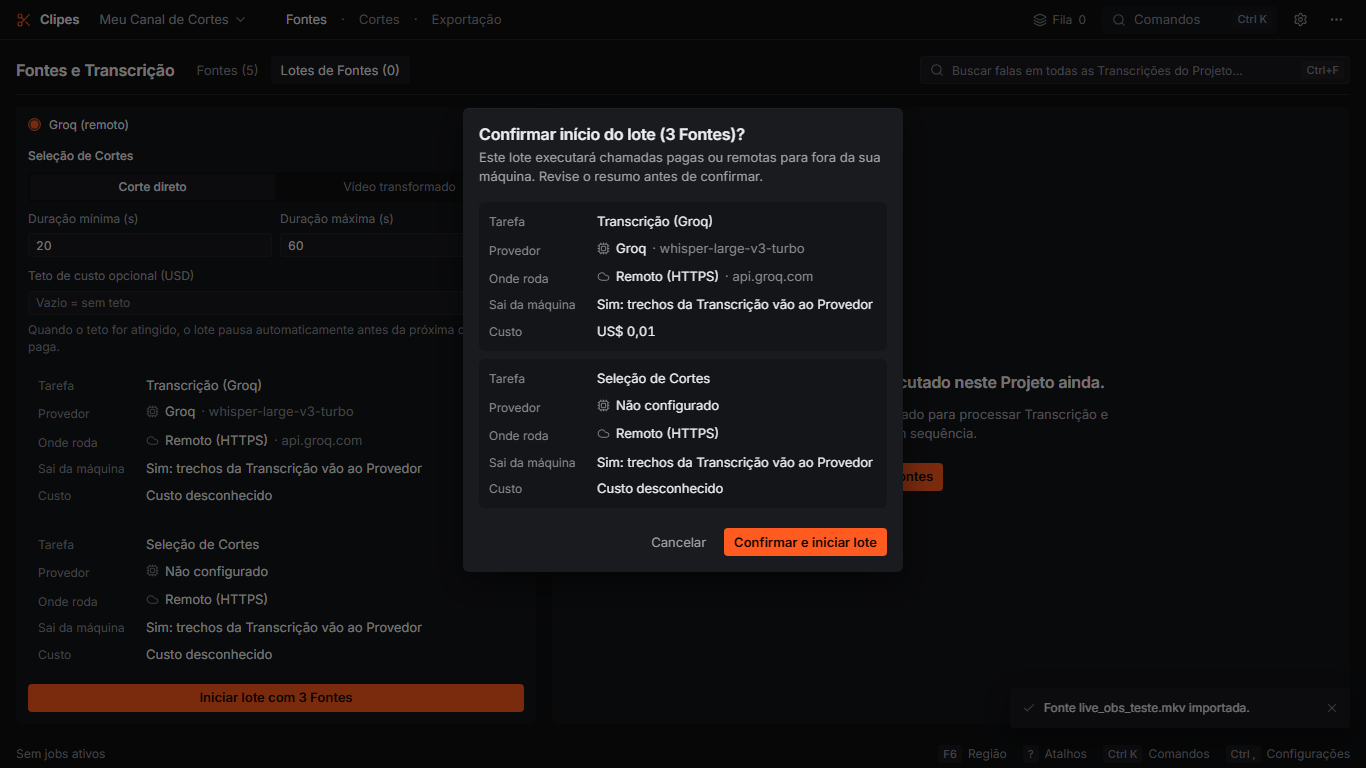 Clipes
Meu Canal de Cortes
Fontes · Cortes · Exportação
Fila 0
Comandos Ctrl K
Fontes e Transcrição
Fontes (5)
Lotes de Fontes (0)
Buscar falas em todas as Transcrições do Projeto... Ctrl+F
Groq (remoto)
Seleção de Cortes
Corte direto
Vídeo transformado
Duração mínima (s)
Duração máxima (s)
20
60
Teto de custo opcional (USD)
Vazio = sem teto
Quando o teto for atingido, o lote pausa automaticamente antes da próxima
paga.
Tarefa Transcrição (Groq)
Provedor Groq · whisper-large-v3-turbo
Onde roda Remoto (HTTPS) · api.groq.com
Sai da máquina Sim: trechos da Transcrição vão ao Provedor
Custo Custo desconhecido
Tarefa Seleção de Cortes
Provedor Não configurado
Onde roda Remoto (HTTPS)
Sai da máquina Sim: trechos da Transcrição vão ao Provedor
Custo Custo desconhecido
Iniciar lote com 3 Fontes
Confirmar início do lote (3 Fontes)?
Este lote executará chamadas pagas ou remotas para fora da sua
máquina. Revise o resumo antes de confirmar.
Tarefa Transcrição (Groq)
Provedor Groq · whisper-large-v3-turbo
Onde roda Remoto (HTTPS) · api.groq.com
Sai da máquina Sim: trechos da Transcrição vão ao Provedor
Custo US$ 0,01
Tarefa Seleção de Cortes
Provedor Não configurado
Onde roda Remoto (HTTPS)
Sai da máquina Sim: trechos da Transcrição vão ao Provedor
Custo Custo desconhecido
Cancelar
Confirmar e iniciar lote
neste Projeto ainda.
para processar Transcrição e
sequência.
Fonte live_obs_teste.mkv importada.
Sem jobs ativos
F6 Região ? Atalhos Ctrl K Comandos Ctrl , Configurações